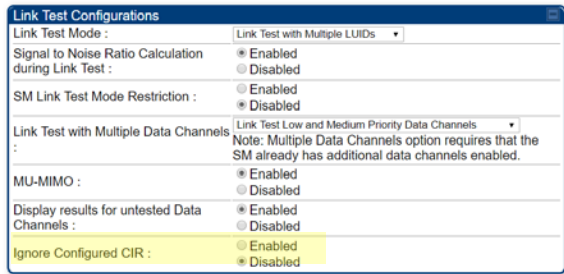 Link Test Configurations
Link Test Mode :
Link Test with Multiple LUIDs
Signal to Noise Ratio Calculation
during Link Test :
Enabled
Disabled
SM Link Test Mode Restriction :
Enabled
Disabled
Link Test with Multiple Data Channels
:
Link Test Low and Medium Priority Data Channels
Note: Multiple Data Channels option requires that the
SM already has additional data channels enabled.
MU-MIMO :
Enabled
Disabled
Display results for untested Data
Channels :
Enabled
Disabled
Ignore Configured CIR :
Enabled
Disabled